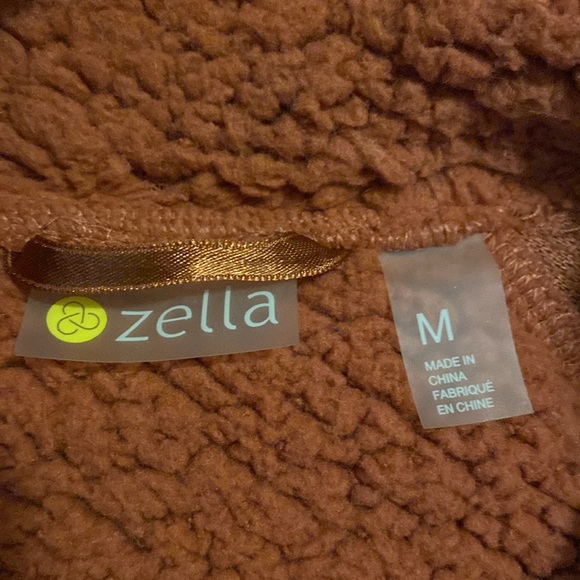 zella
M
MADE IN
CHINA
FABRIQUÉ
EN CHINE